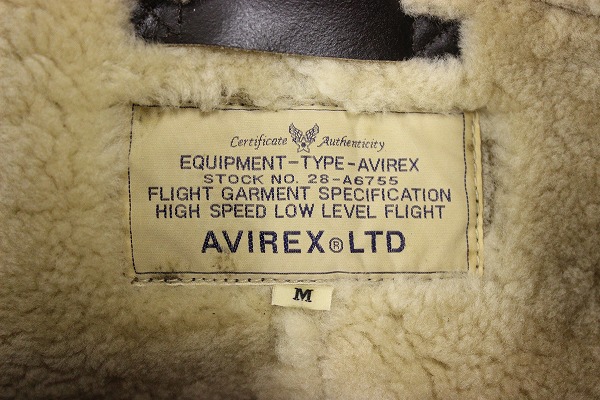 Certificate Authenticity
EQUIPMENT-TYPE-AVIREX
STOCK NO. 28-A6755
FLIGHT GARMENT SPECIFICATION
HIGH SPEED LOW LEVEL FLIGHT
AVIREX® LTD
M